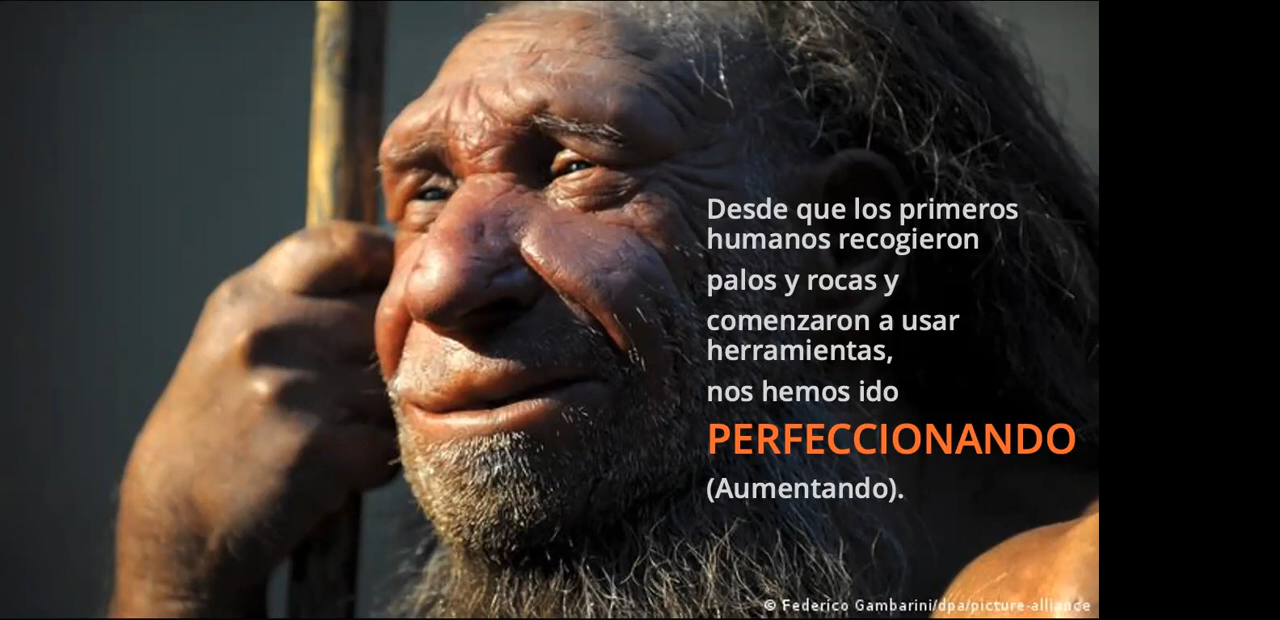 Desde que los primeros
humanos recogieron
palos y rocas y
comenzaron a usar
herramientas,
nos hemos ido
PERFECCIONANDO
(Aumentando).
© Federico Gambarini/dpa/picture-alliance